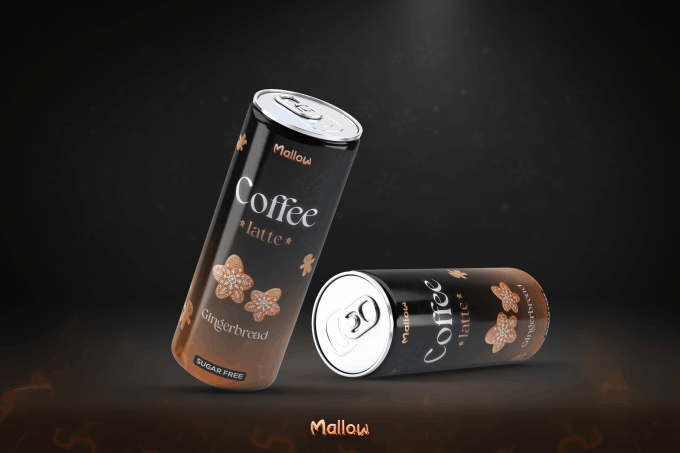 Mallow
Coffee
*latte*
Gingerbread
SUGAR FREE
Mallow
Coffee
*latte*
Gingerbread
Mallow